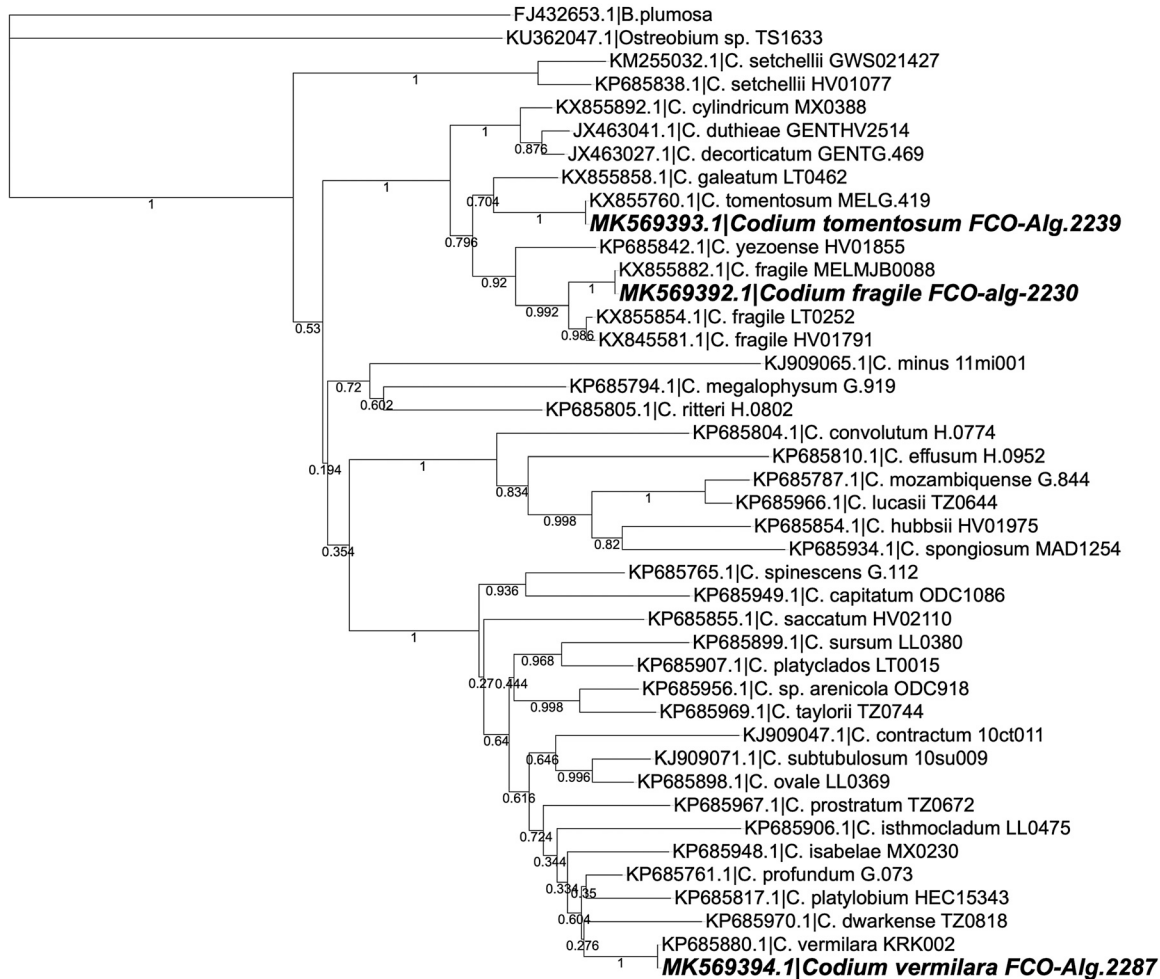 FJ432653.1|B.plumosa
KU362047.1|Ostreobium sp. TS1633
KM255032.1|C. setchellii GWS021427
1
KP685838.1|C. setchellii HV01077
KX855892.1|C. cylindricum MX0388
1
JX463041.1|C. duthieae GENTHV2514
0.876
JX463027.1|C. decorticatum GENTG.469
KX855858.1|C. galeatum LT0462
1
0.704
KX855760.1|C. tomentosum MELG.419
1
1
MK569393.1|Codium tomentosum FCO-Alg.2239
0.796
KP685842.1|C. yezoense HV01855
KX855882.1|C. fragile MELMJB0088
0.92
1
MK569392.1|Codium fragile FCO-alg-2230
0.992
KX855854.1|C. fragile LT0252
0.53
0.986
KX845581.1|C. fragile HV01791
KJ909065.1|C. minus 11mi001
0.72
KP685794.1|C. megalophysum G.919
0.602
KP685805.1|C. ritteri H.0802
KP685804.1|C. convolutum H.0774
KP685810.1|C. effusum H.0952
0.194
1
KP685787.1|C. mozambiquense G.844
0.834
1
KP685966.1|C. lucasii TZ0644
0.998
KP685854.1|C. hubbsii HV01975
0.82
KP685934.1|C. spongiosum MAD1254
0.354
KP685765.1|C. spinescens G.112
0.936
KP685949.1|C. capitatum ODC1086
KP685855.1|C. saccatum HV02110
1
KP685899.1|C. sursum LL0380
0.968
KP685907.1|C. platyclados LT0015
0.27
0.444
KP685956.1|C. sp. arenicola ODC918
0.998
KP685969.1|C. taylorii TZ0744
KJ909047.1|C. contractum 10ct011
0.64
0.646
KJ909071.1|C. subtubulosum 10su009
0.996
KP685898.1|C. ovale LL0369
0.616
KP685967.1|C. prostratum TZ0672
KP685906.1|C. isthmocladum LL0475
0.724
KP685948.1|C. isabelae MX0230
0.344
KP685761.1|C. profundum G.073
0.334
0.35
KP685817.1|C. platylobium HEC15343
0.604
KP685970.1|C. dwarkense TZ0818
0.276
KP685880.1|C. vermilara KRK002
1
MK569394.1|Codium vermilara FCO-Alg.2287